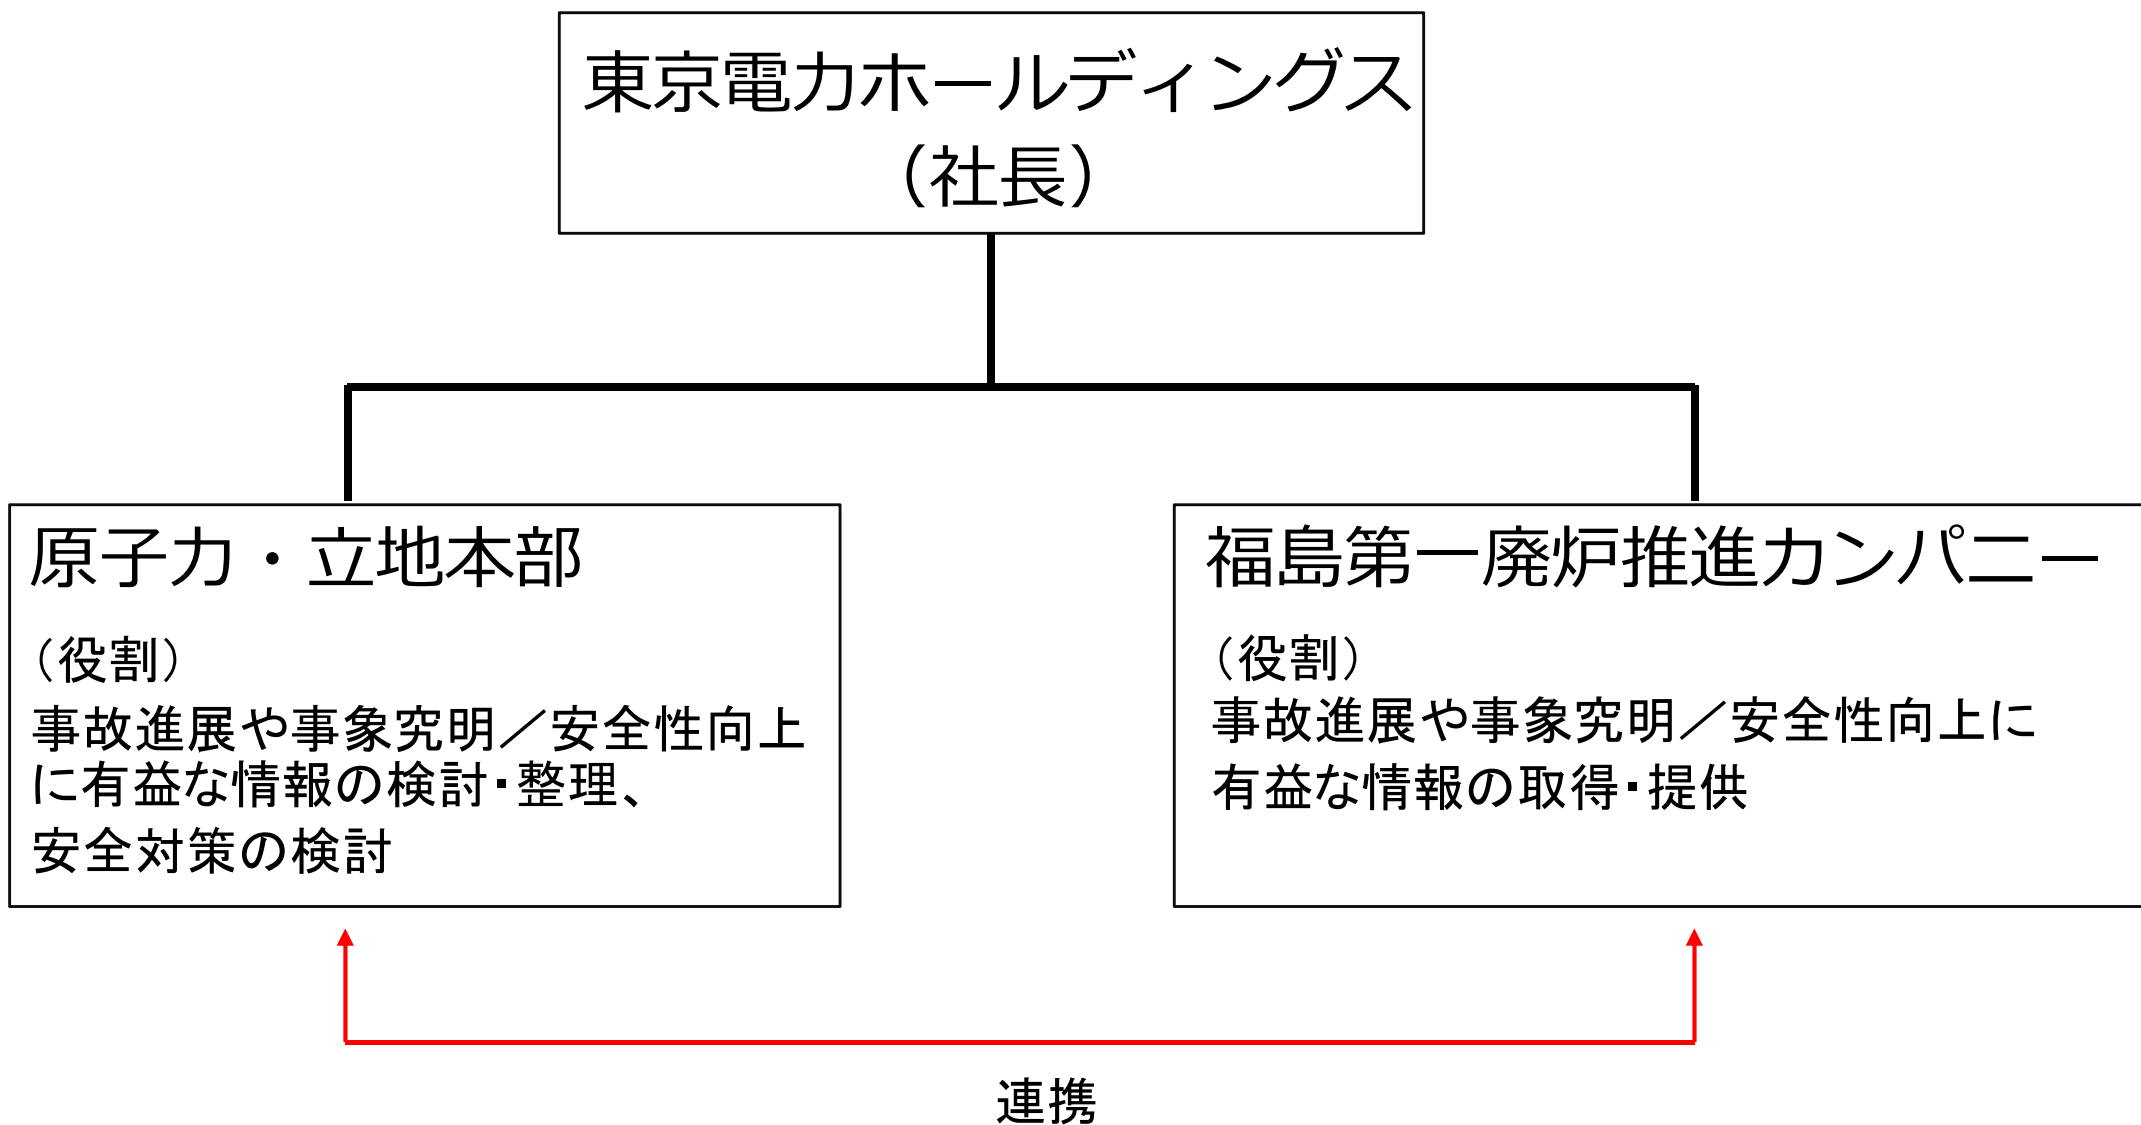 東京電力ホールディングス
（社長）
原子力・立地本部
（役割）
事故進展や事象究明／安全性向上
に有益な情報の検討・整理、
安全対策の検討
福島第一廃炉推進カンパニー
（役割）
事故進展や事象究明／安全性向上に
有益な情報の取得・提供
連携